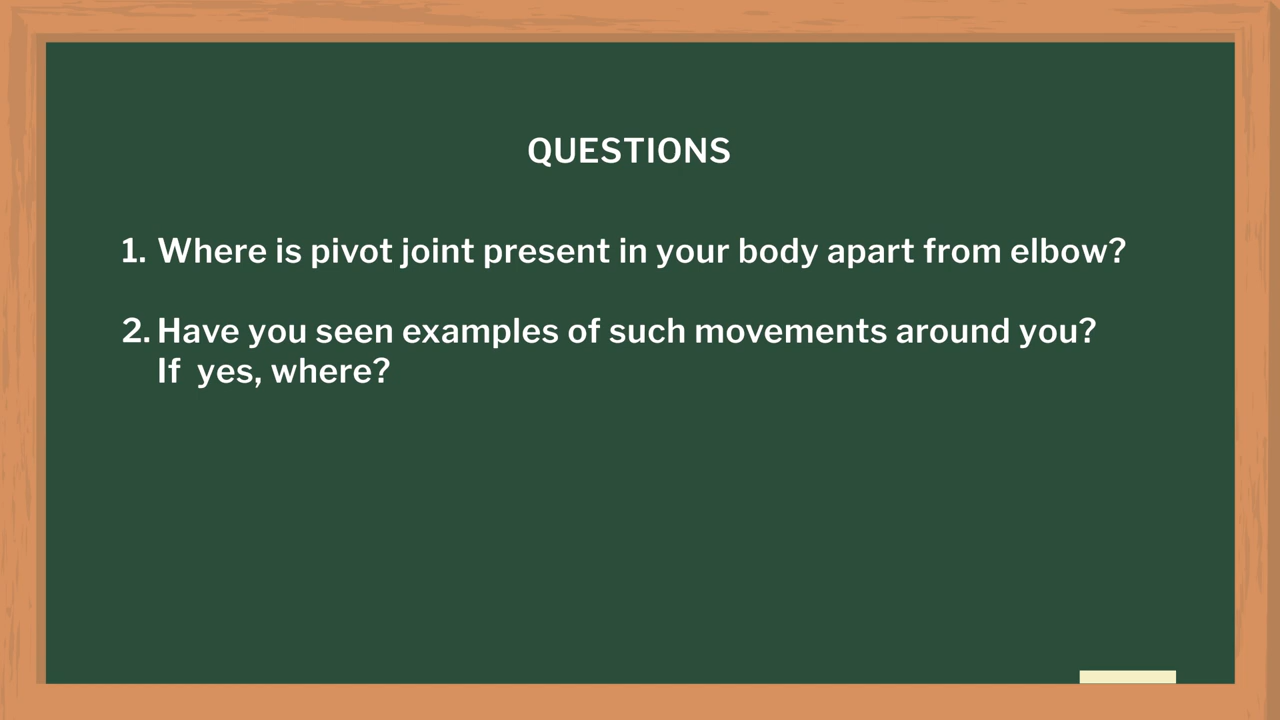 QUESTIONS
1. Where is pivot joint present in your body apart from elbow?
2. Have you seen examples of such movements around you?
If  yes, where?